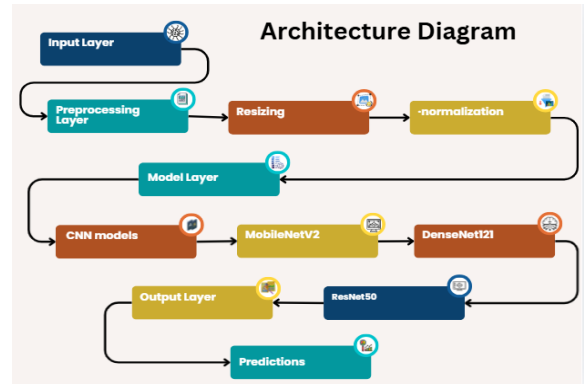 Architecture Diagram
Input Layer
Preprocessing
Layer
Resizing
-normalization
Model Layer
CNN models
MobileNetV2
DenseNet121
Output Layer
ResNet50
Predictions